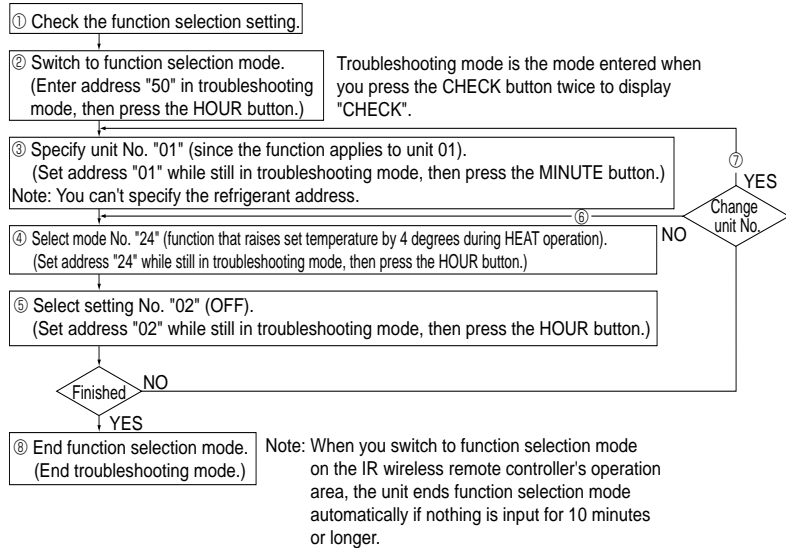 ① Check the function selection setting.
② Switch to function selection mode.
(Enter address "50" in troubleshooting
mode, then press the HOUR button.)
Troubleshooting mode is the mode entered when
you press the CHECK button twice to display
"CHECK".
③ Specify unit No. "01" (since the function applies to unit 01).
(Set address "01" while still in troubleshooting mode, then press the MINUTE button.)
Note: You can't specify the refrigerant address.
⑦
YES
Change
unit No.
⑥
NO
④ Select mode No. "24" (function that raises set temperature by 4 degrees during HEAT operation).
(Set address "24" while still in troubleshooting mode, then press the HOUR button.)
⑤ Select setting No. "02" (OFF).
(Set address "02" while still in troubleshooting mode, then press the HOUR button.)
Finished
NO
YES
⑧ End function selection mode.
(End troubleshooting mode.)
Note: When you switch to function selection mode
on the IR wireless remote controller's operation
area, the unit ends function selection mode
automatically if nothing is input for 10 minutes
or longer.